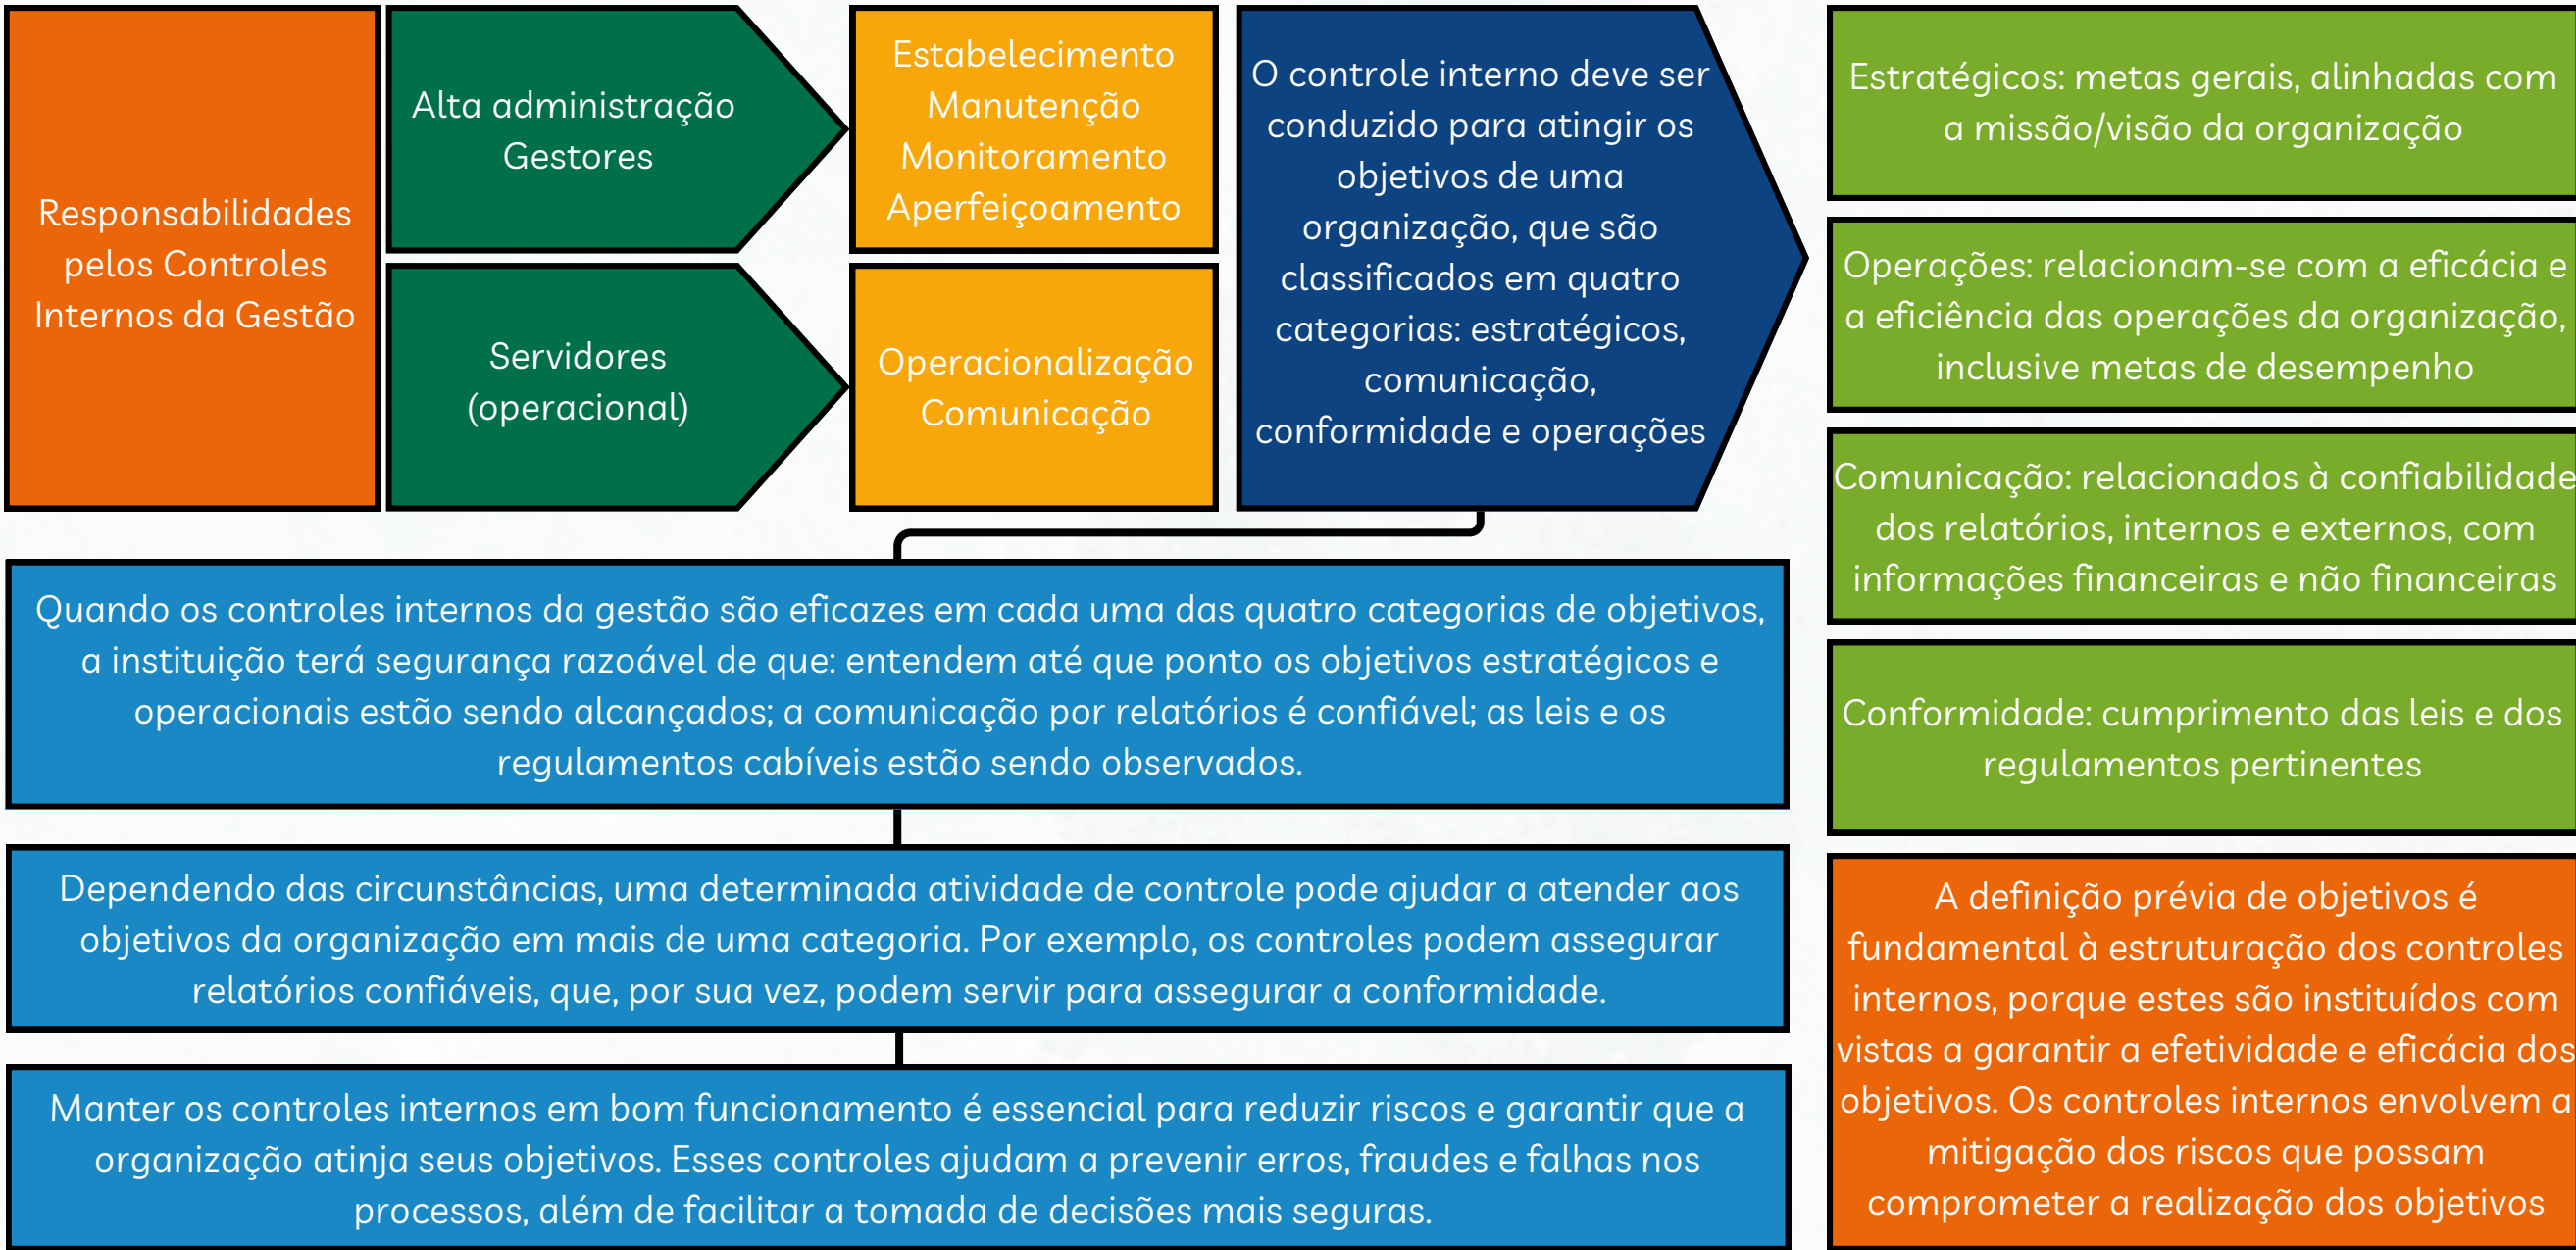 Responsabilidades
pelos Controles
Internos da Gestão
Alta administração
Gestores
Servidores
(operacional)
Estabelecimento
Manutenção
Monitoramento
Aperfeiçoamento
Operacionalização
Comunicação
O controle interno deve ser
conduzido para atingir os
objetivos de uma
organização, que são
classificados em quatro
categorias: estratégicos,
comunicação,
conformidade e operações
Estratégicos: metas gerais, alinhadas com
a missão/visão da organização
Operações: relacionam-se com a eficácia e
a eficiência das operações da organização,
inclusive metas de desempenho
Comunicação: relacionados à confiabilidade
dos relatórios, internos e externos, com
informações financeiras e não financeiras
Conformidade: cumprimento das leis e dos
regulamentos pertinentes
A definição prévia de objetivos é
fundamental à estruturação dos controles
internos, porque estes são instituídos com
vistas a garantir a efetividade e eficácia dos
objetivos. Os controles internos envolvem a
mitigação dos riscos que possam
comprometer a realização dos objetivos
Quando os controles internos da gestão são eficazes em cada uma das quatro categorias de objetivos,
a instituição terá segurança razoável de que: entendem até que ponto os objetivos estratégicos e
operacionais estão sendo alcançados; a comunicação por relatórios é confiável; as leis e os
regulamentos cabíveis estão sendo observados.
Dependendo das circunstâncias, uma determinada atividade de controle pode ajudar a atender aos
objetivos da organização em mais de uma categoria. Por exemplo, os controles podem assegurar
relatórios confiáveis, que, por sua vez, podem servir para assegurar a conformidade.
Manter os controles internos em bom funcionamento é essencial para reduzir riscos e garantir que a
organização atinja seus objetivos. Esses controles ajudam a prevenir erros, fraudes e falhas nos
processos, além de facilitar a tomada de decisões mais seguras.